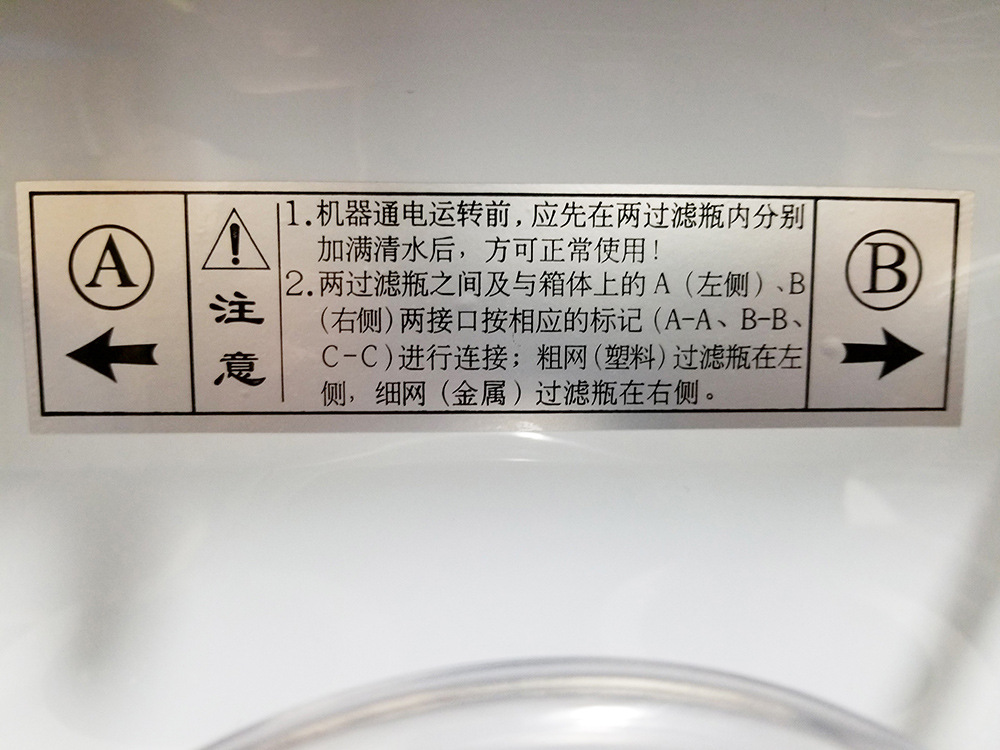 A
注
意
1.机器通电运转前,应先在两过滤瓶内分别
加满清水后，方可正常使用！
2.两过滤瓶之间及与箱体上的 A（左侧）、B
(右侧)两接口按相应的标记(A-A、B-B、
C-C)进行连接；粗网(塑料)过滤瓶在左
侧，细网（金属）过滤瓶在右侧。
B